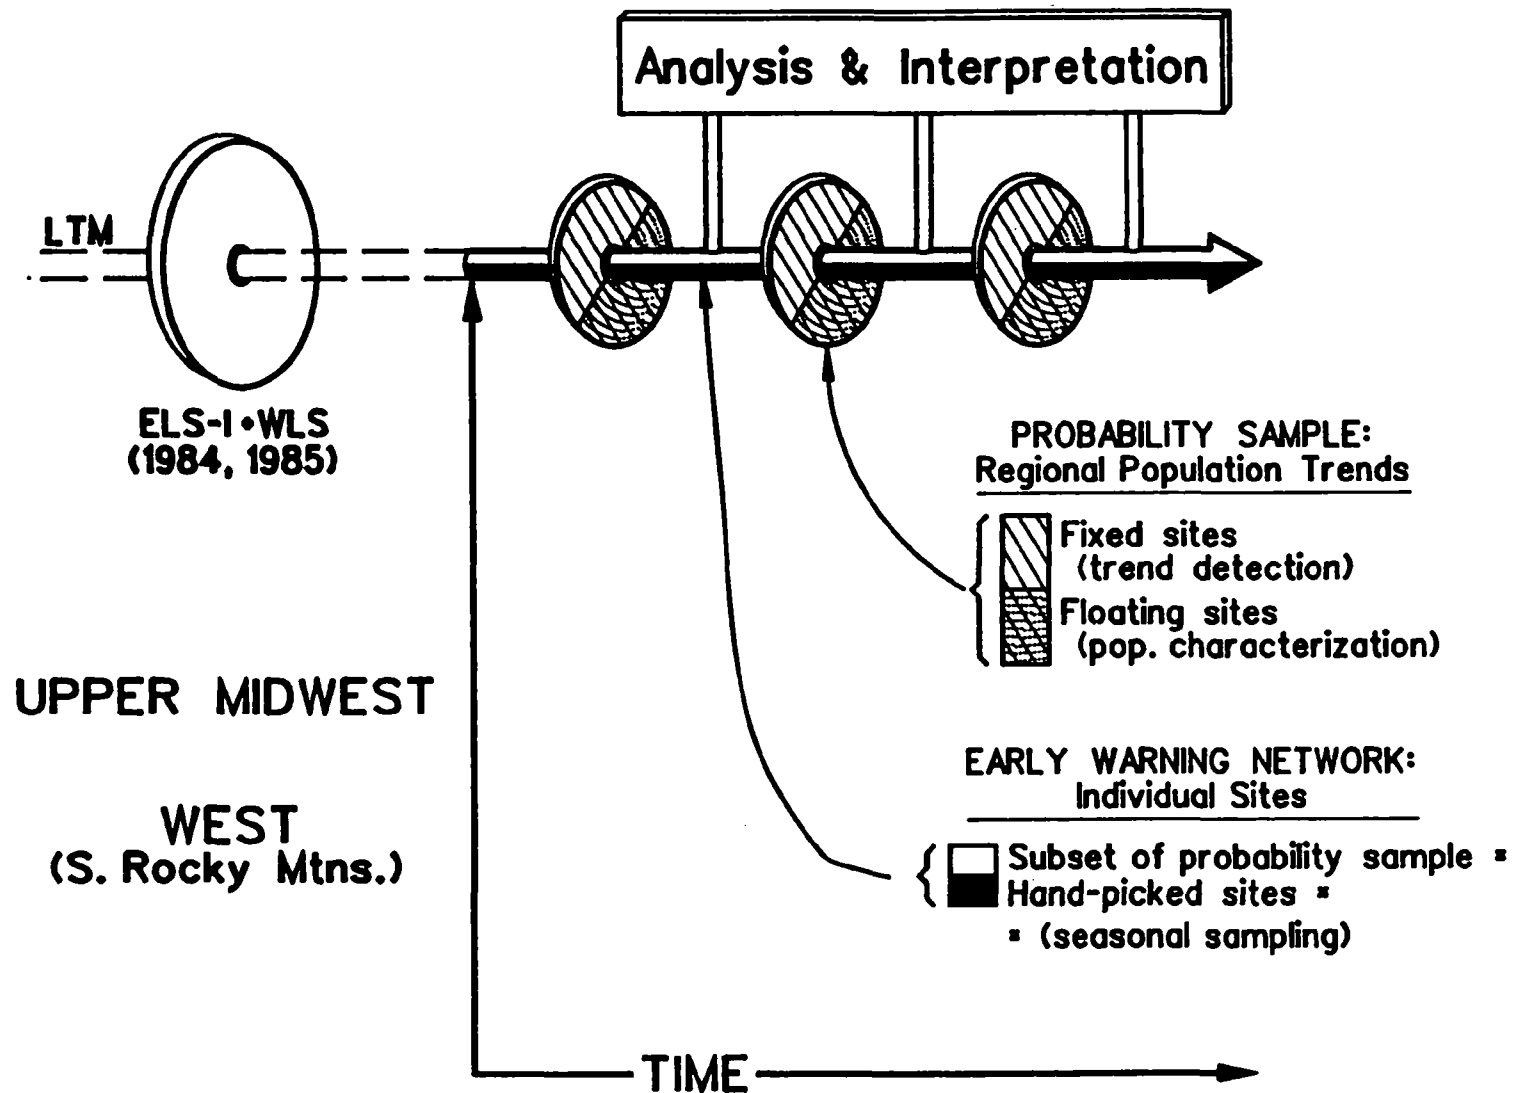 Analysis & Interpretation
LTM
ELS-I•WLS
(1984, 1985)
PROBABILITY SAMPLE:
Regional Population Trends
Fixed sites
(trend detection)
Floating sites
(pop. characterization)
UPPER MIDWEST
WEST
(S. Rocky Mtns.)
EARLY WARNING NETWORK:
Individual Sites
Subset of probability sample *
Hand-picked sites *
* (seasonal sampling)
TIME